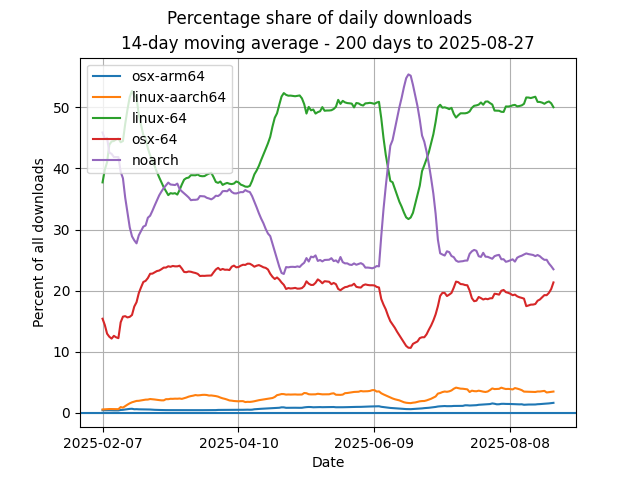 Percentage share of daily downloads
14-day moving average - 200 days to 2025-08-27
osx-arm64
linux-aarch64
linux-64
osx-64
noarch
Percent of all downloads
50
40
30
20
10
0
2025-02-07
2025-04-10
2025-06-09
2025-08-08
Date